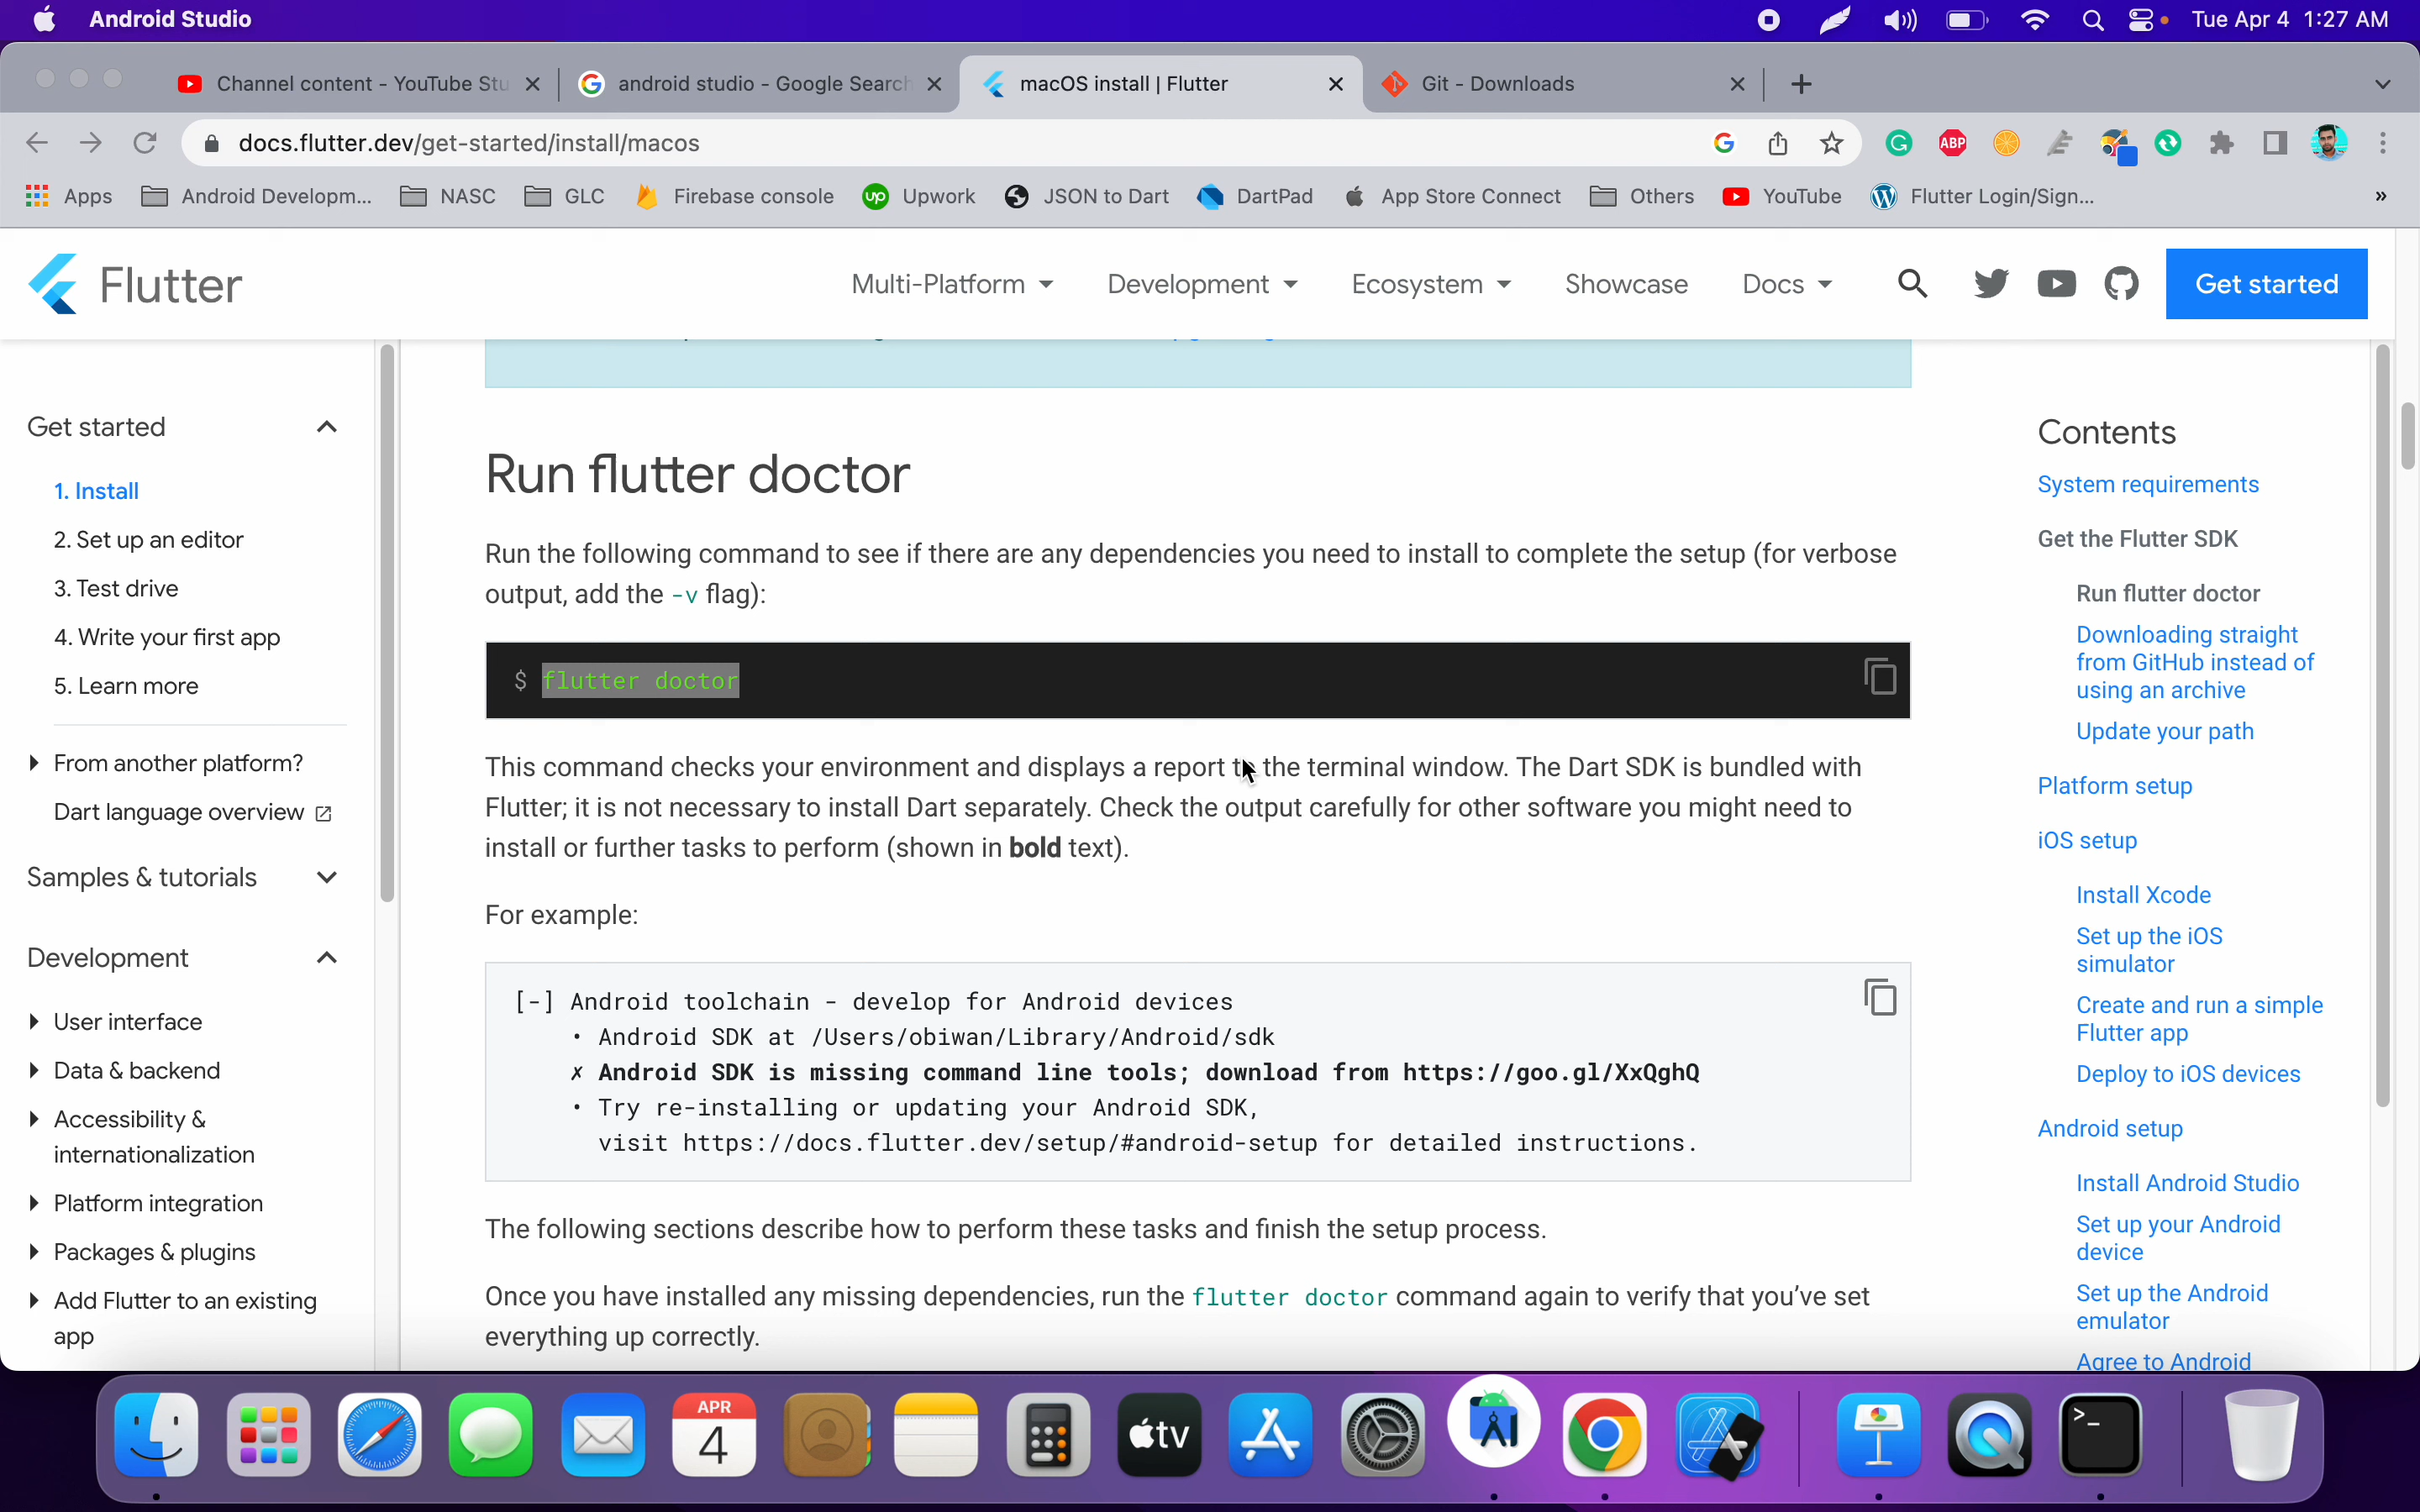 Android Studio
Tue Apr 4 1:27 AM
Channel content - YouTube Stu
android studio - Google Search
macOS install | Flutter
Git - Downloads
docs.flutter.dev/get-started/install/macos
ABP
Apps
Android Developm...
NASC
GLC
Firebase console
up
Upwork
JSON to Dart
DartPad
App Store Connect
Others
YouTube
Flutter Login/Sign...
»
Flutter
Multi-Platform
Development
Ecosystem
Showcase
Docs
Get started
Get started
1. Install
2. Set up an editor
3. Test drive
4. Write your first app
5. Learn more
From another platform?
Dart language overview
Samples & tutorials
Development
User interface
Data & backend
Accessibility &
internationalization
Platform integration
Packages & plugins
Add Flutter to an existing
app
Run flutter doctor
Run the following command to see if there are any dependencies you need to install to complete the setup (for verbose
output, add the -v flag):
$ flutter doctor
This command checks your environment and displays a report to the terminal window. The Dart SDK is bundled with
Flutter; it is not necessary to install Dart separately. Check the output carefully for other software you might need to
install or further tasks to perform (shown in bold text).
For example:
[-] Android toolchain - develop for Android devices
• Android SDK at /Users/obiwan/Library/Android/sdk
✗ Android SDK is missing command line tools; download from https://goo.gl/XxQghQ
• Try re-installing or updating your Android SDK,
visit https://docs.flutter.dev/setup/#android-setup for detailed instructions.
The following sections describe how to perform these tasks and finish the setup process.
Once you have installed any missing dependencies, run the flutter doctor command again to verify that you've set
everything up correctly.
Contents
System requirements
Get the Flutter SDK
Run flutter doctor
Downloading straight
from GitHub instead of
using an archive
Update your path
Platform setup
iOS setup
Install Xcode
Set up the iOS
simulator
Create and run a simple
Flutter app
Deploy to iOS devices
Android setup
Install Android Studio
Set up your Android
device
Set up the Android
emulator
Agree to Android
APR
4
tv
>_